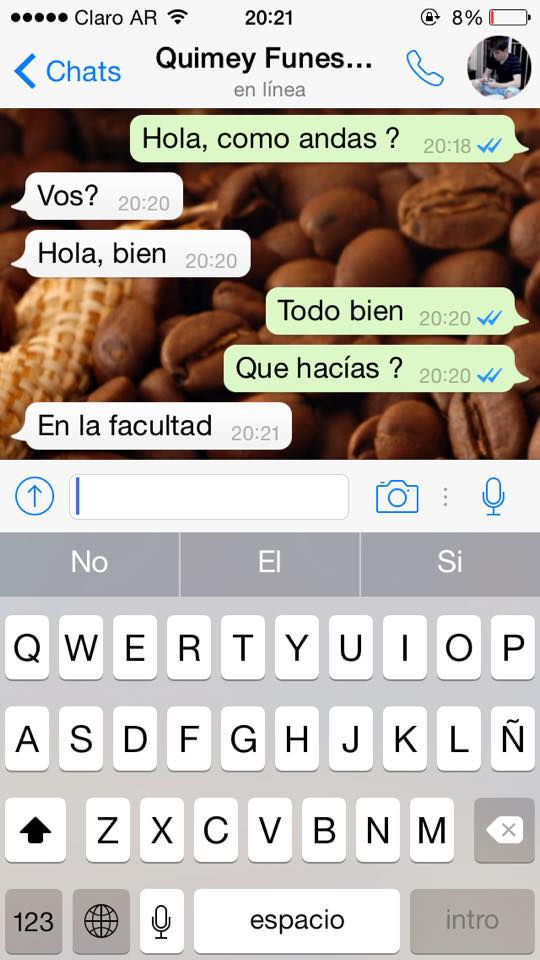 Claro AR 20:21 8%
Chats Quimey Funes...
en línea
Hola, como andas ? 20:18
Vos? 20:20
Hola, bien 20:20
Todo bien 20:20
Que hacías ? 20:20
En la facultad 20:21
No El Si
Q W E R T Y U I O P
A S D F G H J K L Ñ
Z X C V B N M
123 espacio intro